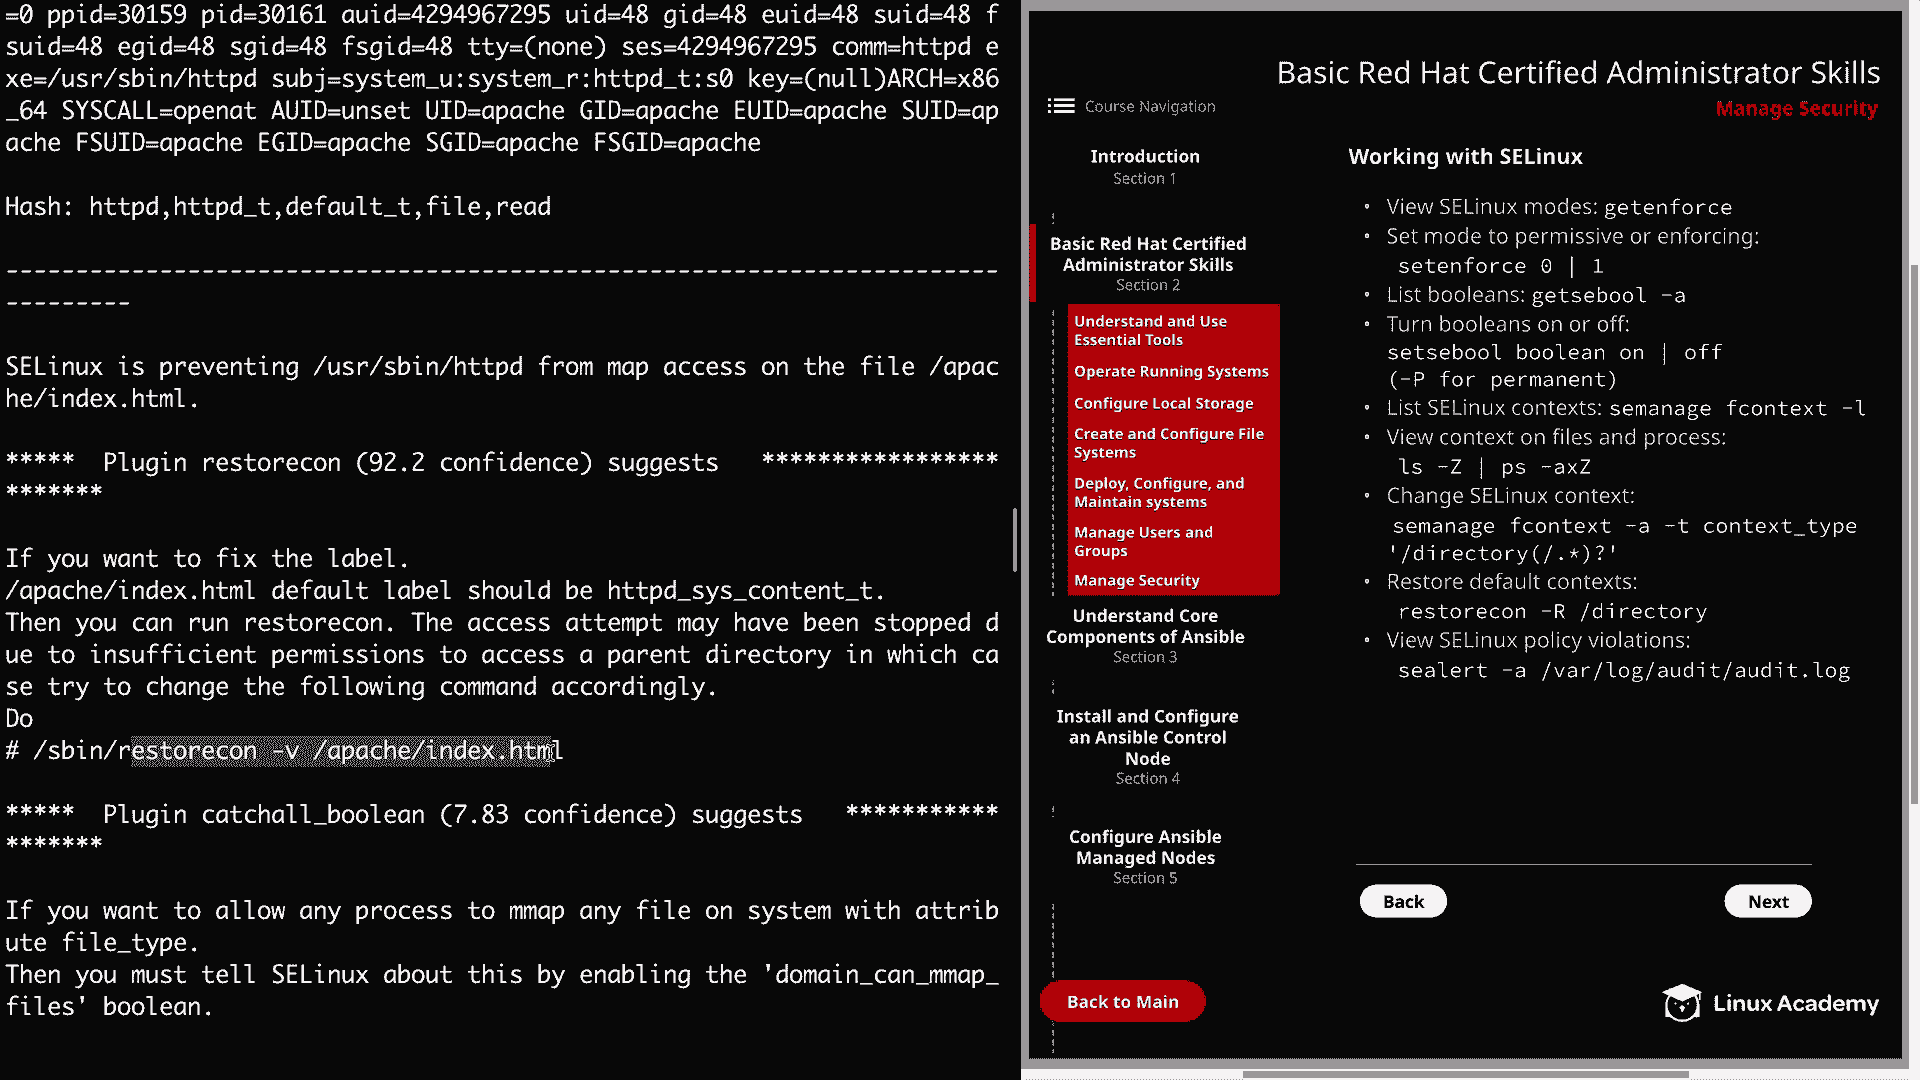 =0 ppid=30159 pid=30161 auid=4294967295 uid=48 gid=48 euid=48 suid=48 f
suid=48 egid=48 sgid=48 fsgid=48 tty=(none) ses=4294967295 comm=httpd e
xe=/usr/sbin/httpd subj=system_u:system_r:httpd_t:s0 key=(null)ARCH=x86
_64 SYSCALL=openat AUID=unset UID=apache GID=apache EUID=apache SUID=ap
ache FSUID=apache EGID=apache SGID=apache FSGID=apache
Hash: httpd,httpd_t,default_t,file,read
-----------------------------------------------------------------------
---------
SELinux is preventing /usr/sbin/httpd from map access on the file /apac
he/index.html.
*****  Plugin restorecon (92.2 confidence) suggests   *****************
*******
If you want to fix the label.
/apache/index.html default label should be httpd_sys_content_t.
Then you can run restorecon. The access attempt may have been stopped d
ue to insufficient permissions to access a parent directory in which ca
se try to change the following command accordingly.
Do
# /sbin/restorecon -v /apache/index.html
*****  Plugin catchall_boolean (7.83 confidence) suggests   ***********
*******
If you want to allow any process to mmap any file on system with attrib
ute file_type.
Then you must tell SELinux about this by enabling the 'domain_can_mmap_
files' boolean.
Basic Red Hat Certified Administrator Skills
Manage Security
Course Navigation
Introduction
Section 1
Basic Red Hat Certified
Administrator Skills
Section 2
Understand and Use
Essential Tools
Operate Running Systems
Configure Local Storage
Create and Configure File
Systems
Deploy, Configure, and
Maintain systems
Manage Users and
Groups
Manage Security
Understand Core
Components of Ansible
Section 3
Install and Configure
an Ansible Control
Node
Section 4
Configure Ansible
Managed Nodes
Section 5
Back to Main
Working with SELinux
• View SELinux modes: getenforce
• Set mode to permissive or enforcing:
setenforce 0 | 1
• List booleans: getsebool -a
• Turn booleans on or off:
setsebool boolean on | off
(-P for permanent)
• List SELinux contexts: semanage fcontext -l
• View context on files and process:
ls -Z | ps -axZ
• Change SELinux context:
semanage fcontext -a -t context_type
'/directory(/.*)?'
• Restore default contexts:
restorecon -R /directory
• View SELinux policy violations:
sealert -a /var/log/audit/audit.log
Back
Next
Linux Academy